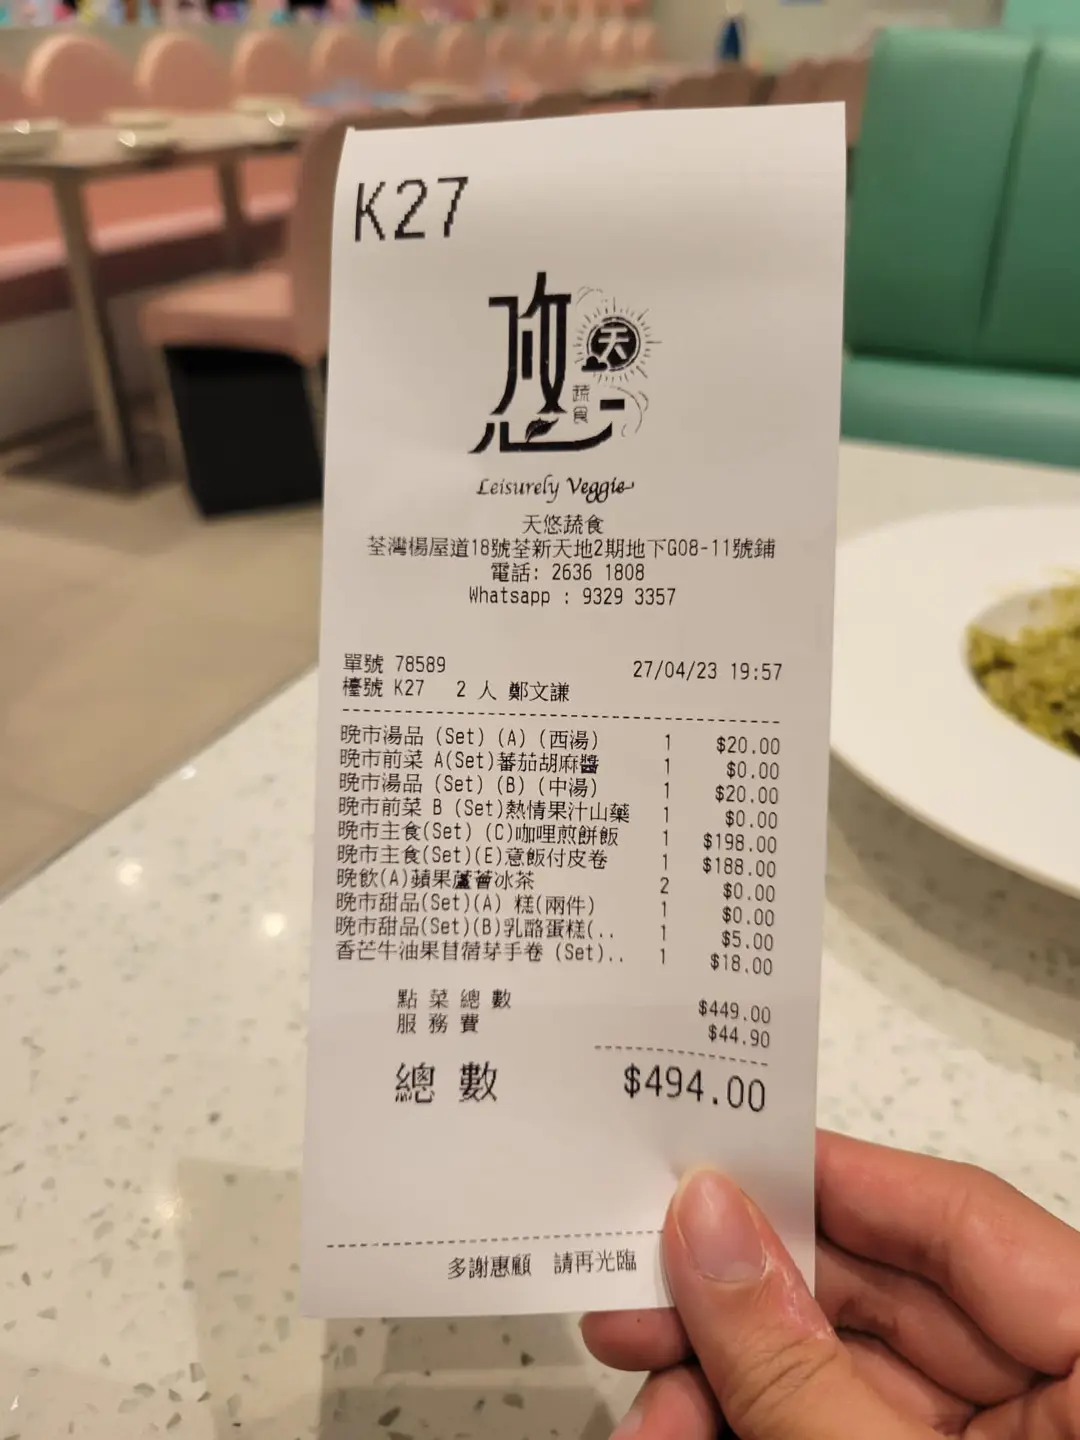 K27
悠
天
蔬食
Leisurely Veggie
天悠蔬食
荃灣楊屋道18號荃新天地2期地下G08-11號鋪
電話: 2636 1808
Whatsapp : 9329 3357
單號 78589 27/04/23 19:57
檯號 K27 2 人 鄭文謙
晚市湯品 (Set) (A) (西湯) 1 $20.00
晚市前菜 A(Set)蕃茄胡麻醬 1 $0.00
晚市湯品 (Set) (B) (中湯) 1 $20.00
晚市前菜 B (Set)熱情果汁山藥 1 $0.00
晚市主食(Set) (C)咖哩煎餅飯 1 $198.00
晚市主食(Set)(E)意飯付皮卷 1 $188.00
晚飲(A)蘋果蘆薈冰茶 2 $0.00
晚市甜品(Set)(A) 糕(兩件) 1 $0.00
晚市甜品(Set)(B)乳酪蛋糕(.. 1 $5.00
香芒牛油果苜蓿芽手卷 (Set).. 1 $18.00
點菜總數 $449.00
服務費 $44.90
總數 $494.00
多謝惠顧 請再光臨